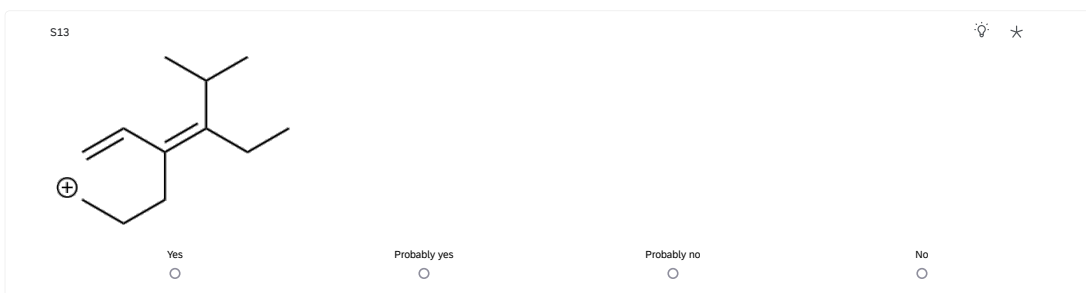 S13
Yes
Probably yes
Probably no
No